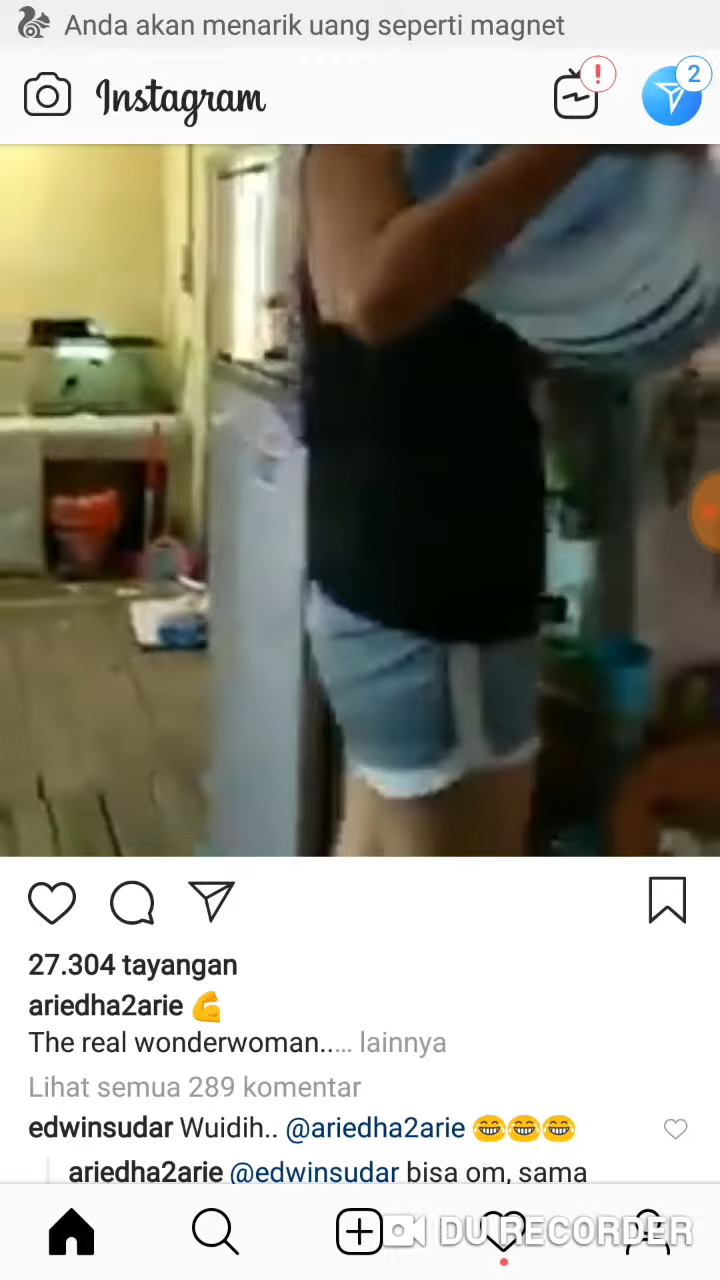 Anda akan menarik uang seperti magnet
Instagram
!
2
27.304 tayangan
ariedha2arie 💪
The real wonderwoman..... lainnya
Lihat semua 289 komentar
edwinsudar Wuidih.. @ariedha2arie 😂😂😂
ariedha2arie @edwinsudar bisa om, sama
DU RECORDER